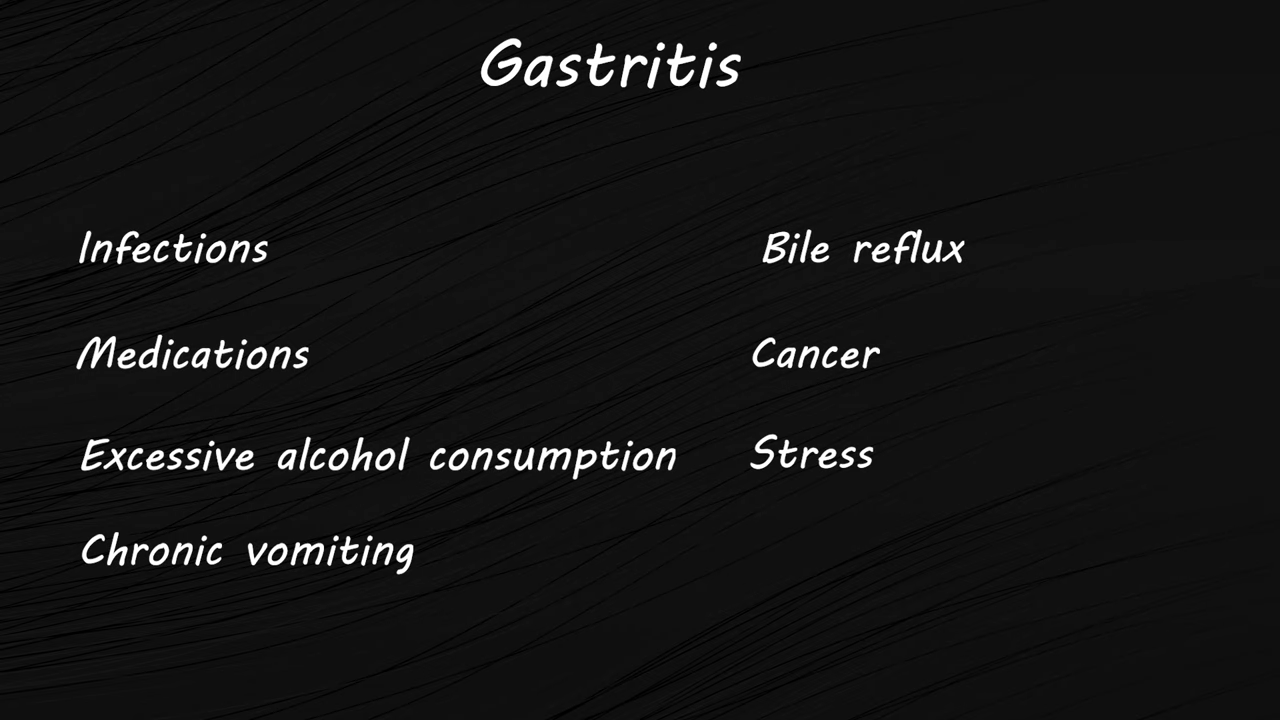 Gastritis
Infections
Medications
Excessive alcohol consumption
Chronic vomiting
Bile reflux
Cancer
Stress